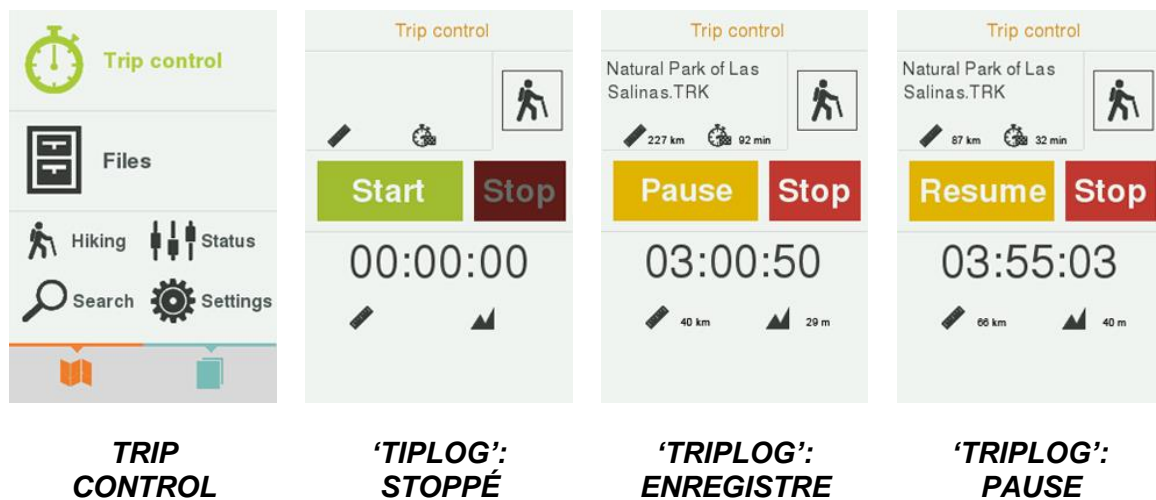 Trip control
Files
Hiking
Status
Search
Settings
Trip control
Start
Stop
00:00:00
Trip control
Natural Park of Las
Salinas.TRK
227 km
92 min
Pause
Stop
03:00:50
40 km
29 m
Trip control
Natural Park of Las
Salinas.TRK
87 km
32 min
Resume
Stop
03:55:03
66 km
40 m
TRIP
CONTROL
‘TIPLOG’:
STOPPÉ
‘TRIPLOG’:
ENREGISTRE
‘TRIPLOG’:
PAUSE